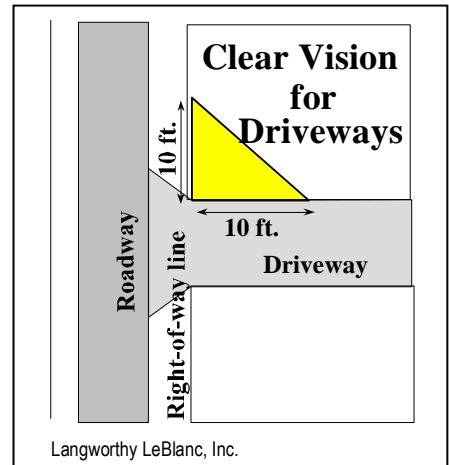 Clear Vision
for
Driveways
10 ft.
10 ft.
Driveway
Roadway
Right-of-way line
Langworthy LeBlanc, Inc.